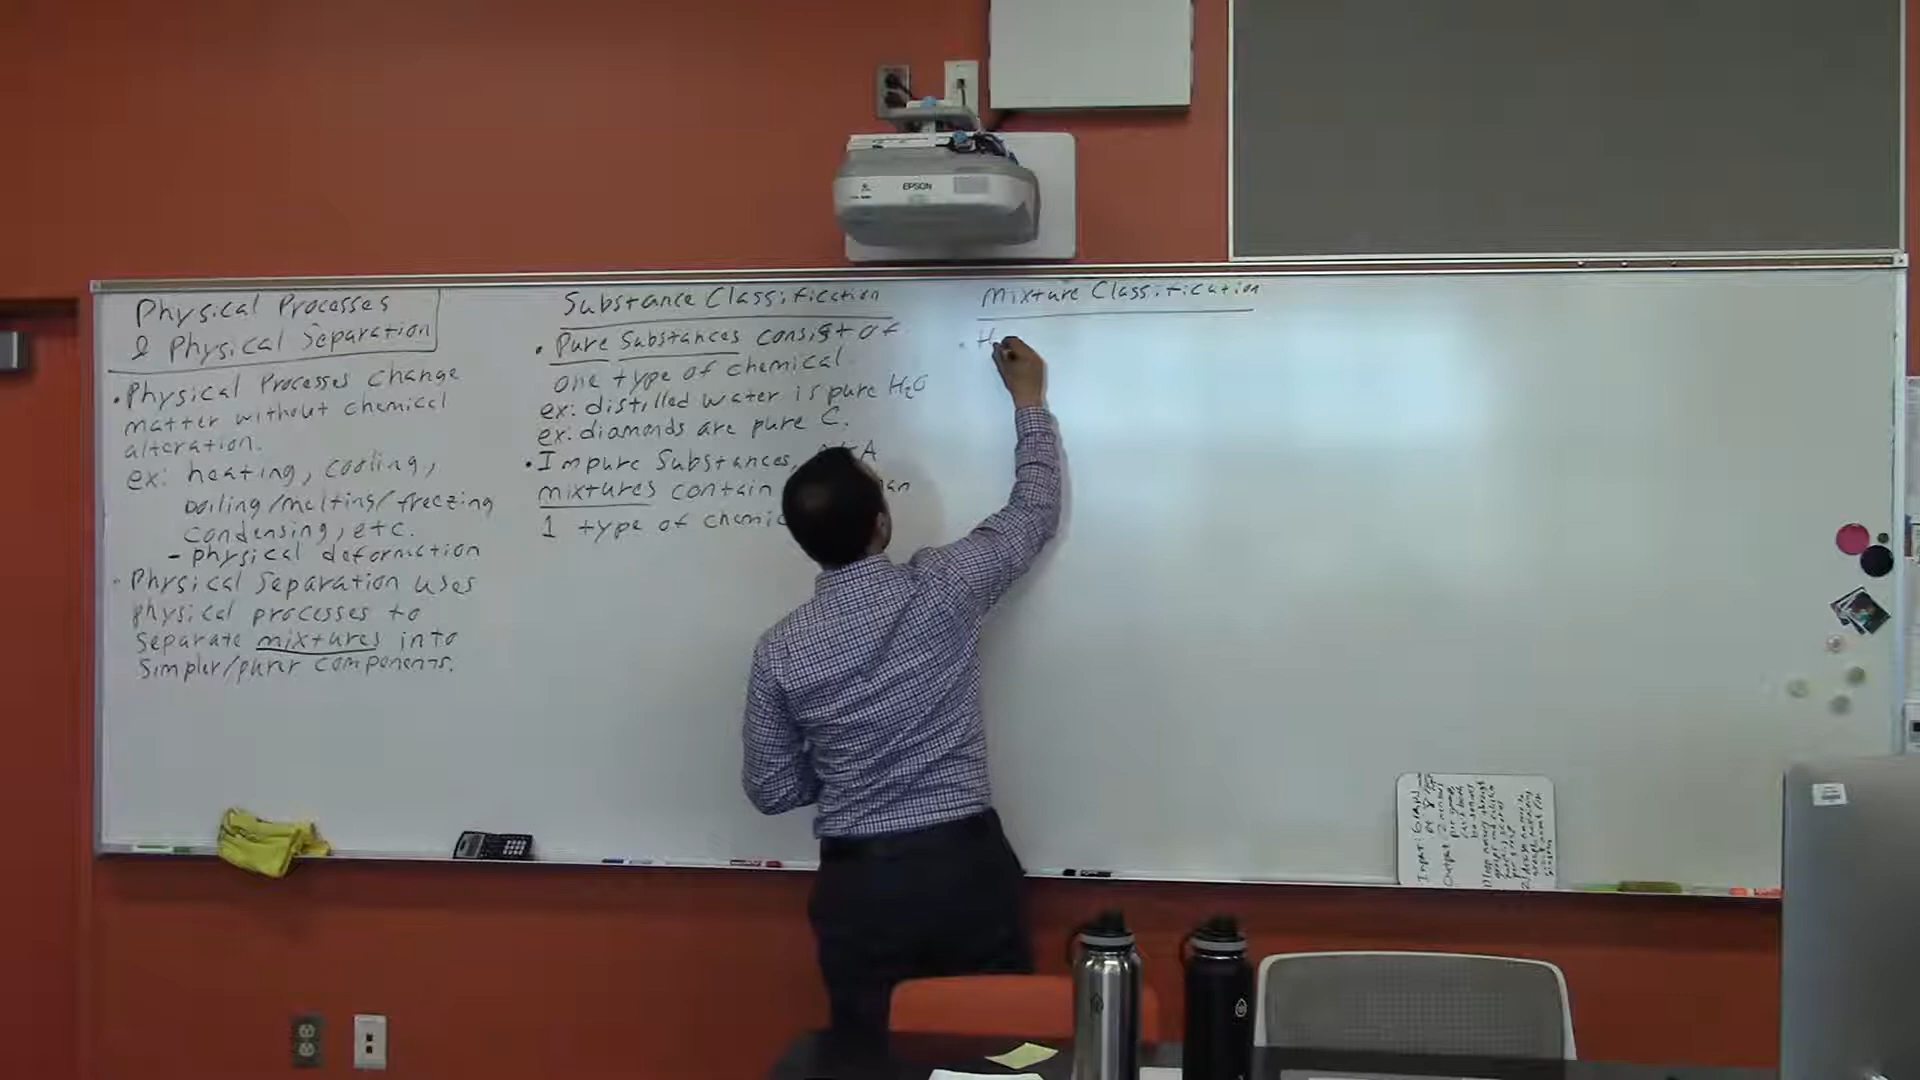 EPSON
Physical Processes
& Physical Separation
• Physical Processes change
matter without chemical
alteration.
ex: heating, cooling,
boiling/melting/freezing
condensing, etc.
- physical deformation
• Physical Separation uses
physical processes to
separate mixtures into
simpler/purer components.
Substance Classification
• Pure Substances consist of
one type of chemical
ex: distilled water is pure H2O
ex: diamonds are pure C.
• Impure Substances,
mixtures contain
1 type of
Mixture Classification
• H